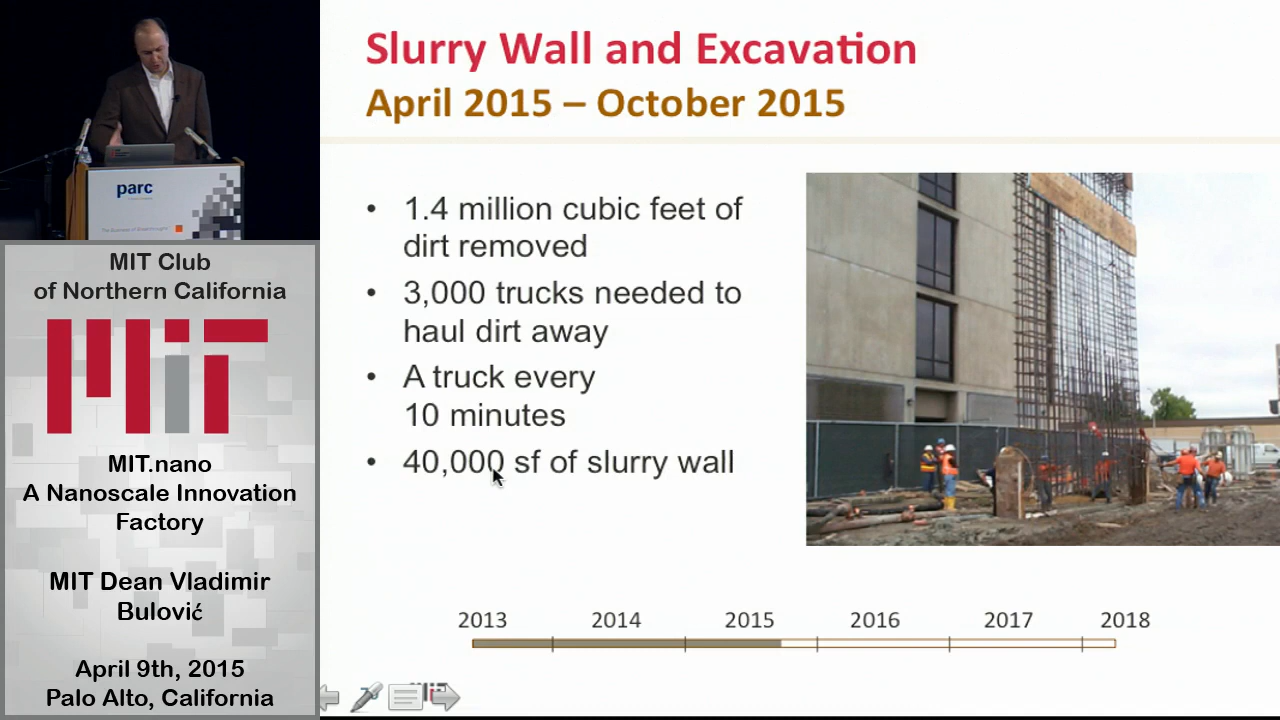 Slurry Wall and Excavation
April 2015 – October 2015
• 1.4 million cubic feet of
dirt removed
• 3,000 trucks needed to
haul dirt away
• A truck every
10 minutes
• 40,000 sf of slurry wall
2013 2014 2015 2016 2017 2018
parc
MIT Club
of Northern California
MIT
MIT.nano
A Nanoscale Innovation
Factory
MIT Dean Vladimir
Bulović
April 9th, 2015
Palo Alto, California